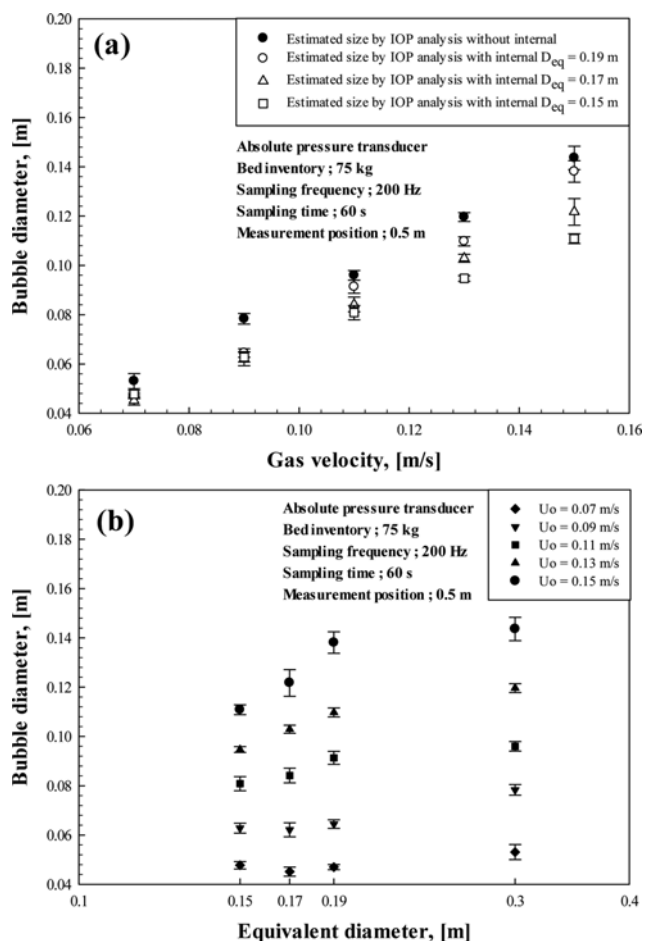 (a)
Estimated size by IOP analysis without internal
Estimated size by IOP analysis with internal Deq = 0.19 m
Estimated size by IOP analysis with internal Deq = 0.17 m
Estimated size by IOP analysis with internal Deq = 0.15 m
Absolute pressure transducer
Bed inventory ; 75 kg
Sampling frequency ; 200 Hz
Sampling time ; 60 s
Measurement position ; 0.5 m
Bubble diameter, [m]
0.20
0.18
0.16
0.14
0.12
0.10
0.08
0.06
0.04
0.06 0.08 0.10 0.12 0.14 0.16
Gas velocity, [m/s]
(b)
Absolute pressure transducer
Bed inventory ; 75 kg
Sampling frequency ; 200 Hz
Sampling time ; 60 s
Measurement position ; 0.5 m
Uo = 0.07 m/s
Uo = 0.09 m/s
Uo = 0.11 m/s
Uo = 0.13 m/s
Uo = 0.15 m/s
Bubble diameter, [m]
0.20
0.18
0.16
0.14
0.12
0.10
0.08
0.06
0.04
0.1 0.15 0.17 0.19 0.3 0.4
Equivalent diameter, [m]